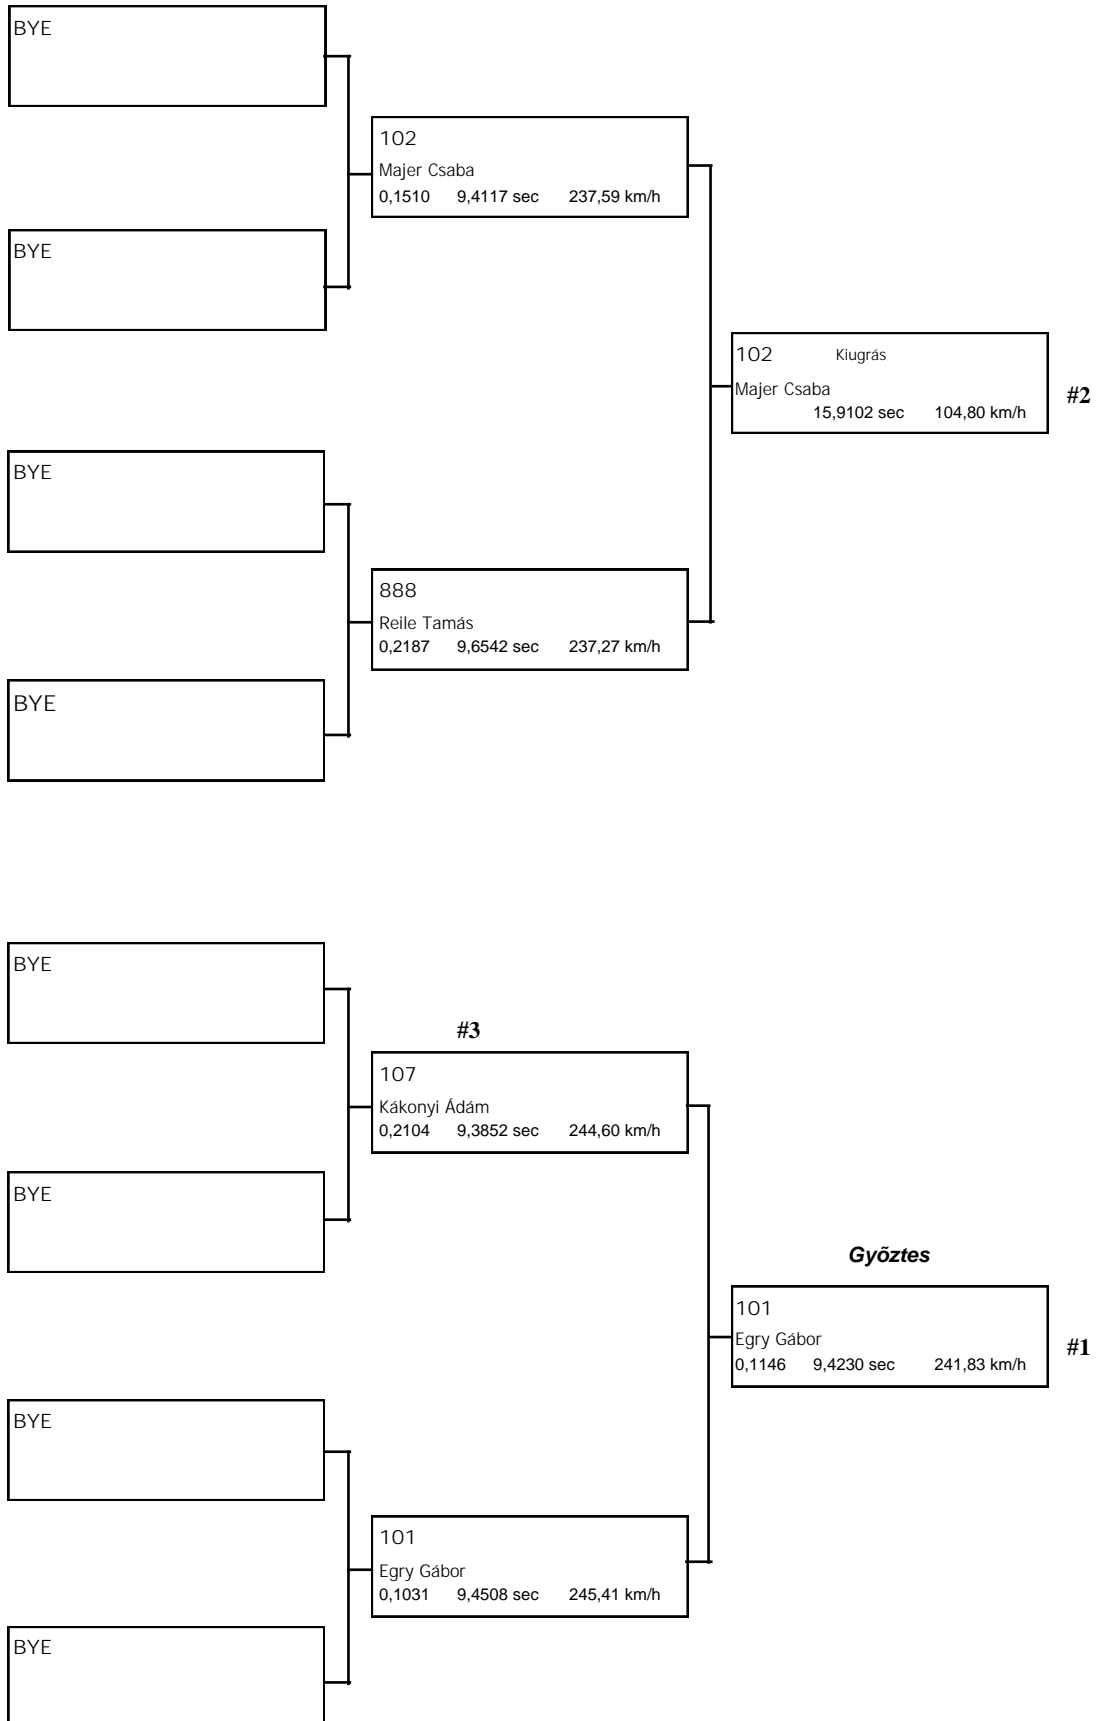 BYE
102
Majer Csaba
0,1510 9,4117 sec 237,59 km/h
BYE
102 Kiugrás
Majer Csaba
15,9102 sec 104,80 km/h
#2
BYE
888
Reile Tamás
0,2187 9,6542 sec 237,27 km/h
BYE
BYE
#3
107
Kákonyi Ádám
0,2104 9,3852 sec 244,60 km/h
BYE
Gyõztes
101
Egry Gábor
0,1146 9,4230 sec 241,83 km/h
#1
BYE
101
Egry Gábor
0,1031 9,4508 sec 245,41 km/h
BYE